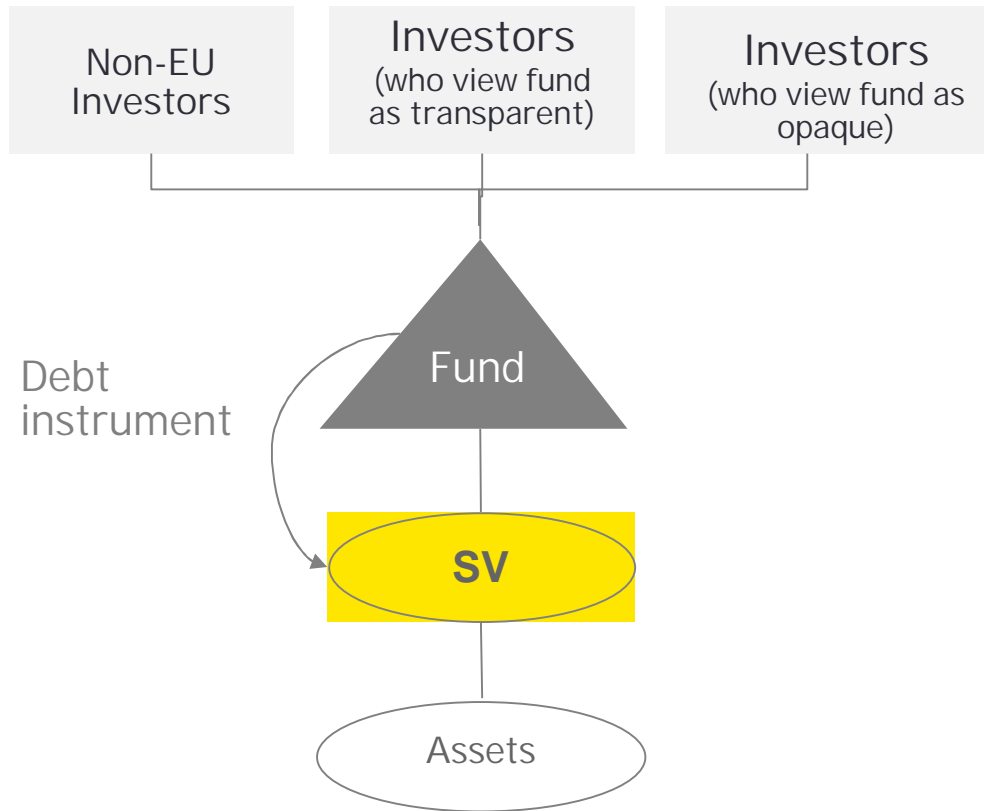 Non-EU
Investors
Investors
(who view fund
as transparent)
Investors
(who view fund as
opaque)
Fund
Debt
instrument
SV
Assets